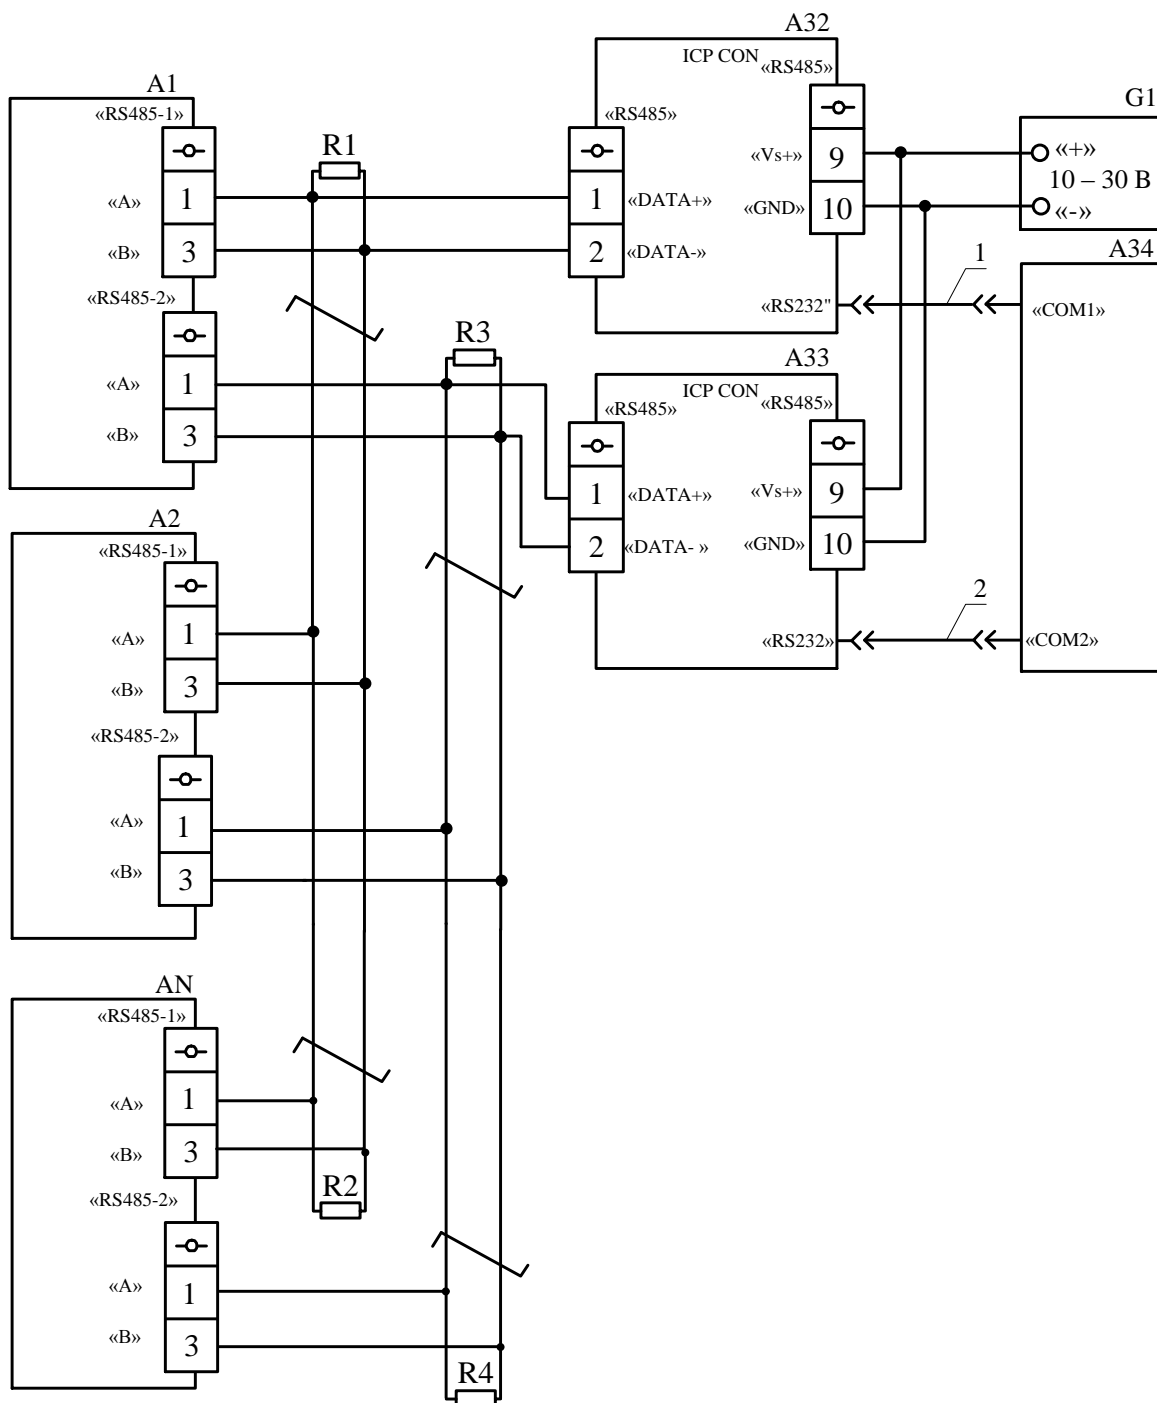 A32
ICP CON
«RS485»
«RS485»
1
«DATA+»
2
«DATA-»
«Vs+»
9
«GND»
10
«RS232"
G1
«+»
10 – 30 В
«-»
A34
1
«COM1»
2
«COM2»
A1
«RS485-1»
«A»
1
«B»
3
«RS485-2»
«A»
1
«B»
3
R1
R3
A33
ICP CON
«RS485»
«RS485»
1
«DATA+»
2
«DATA- »
«Vs+»
9
«GND»
10
«RS232»
A2
«RS485-1»
«A»
1
«B»
3
«RS485-2»
«A»
1
«B»
3
AN
«RS485-1»
«A»
1
«B»
3
«RS485-2»
«A»
1
«B»
3
R2
R4